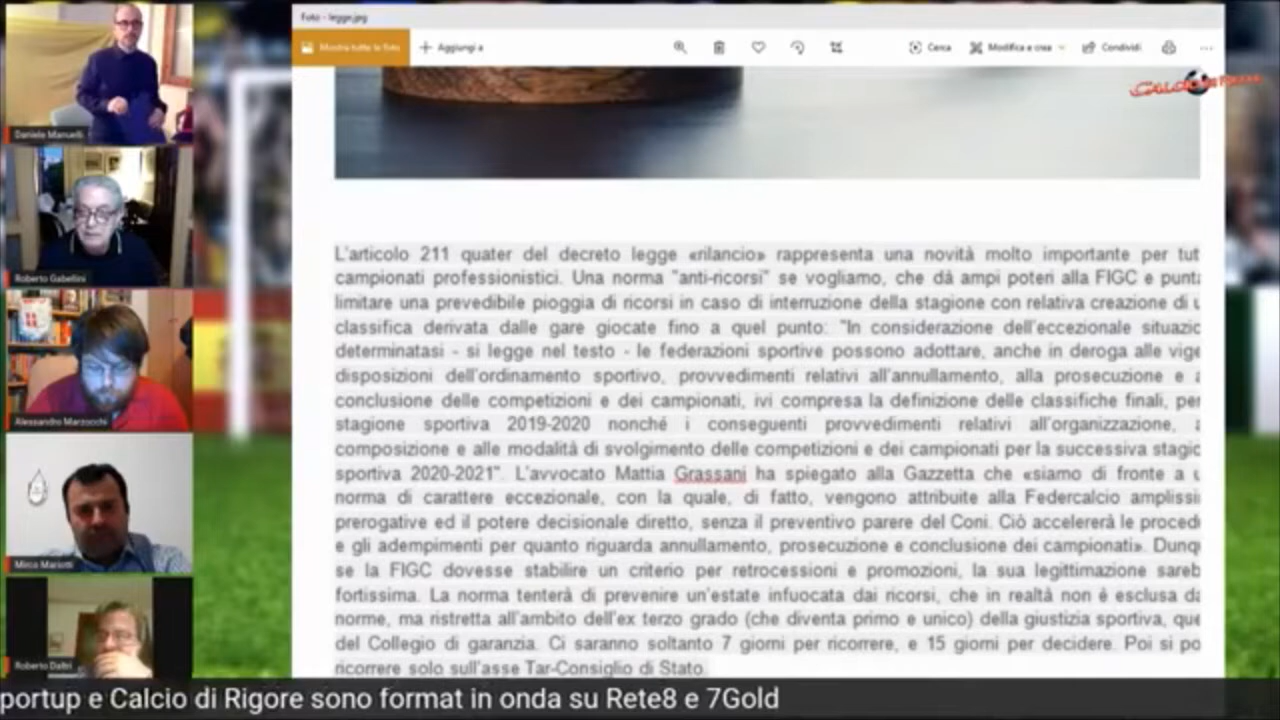 Foto - legge.jpg
Mostra tutte le foto
Aggiungi a
Cerca
Modifica e crea
Condividi
Daniele Manuelli
Roberto Gabellini
Alessandro Marzocchi
Mirco Mariotti
Roberto Daltri
L'articolo 211 quater del decreto legge «rilancio» rappresenta una novità molto importante per tut
campionati professionistici. Una norma "anti-ricorsi" se vogliamo, che dà ampi poteri alla FIGC e punta
limitare una prevedibile pioggia di ricorsi in caso di interruzione della stagione con relativa creazione di u
classifica derivata dalle gare giocate fino a quel punto: "In considerazione dell'eccezionale situazio
determinatasi - si legge nel testo - le federazioni sportive possono adottare, anche in deroga alle vige
disposizioni dell'ordinamento sportivo, provvedimenti relativi all'annullamento, alla prosecuzione e a
conclusione delle competizioni e dei campionati, ivi compresa la definizione delle classifiche finali, per
stagione sportiva 2019-2020 nonché i conseguenti provvedimenti relativi all'organizzazione, a
composizione e alle modalità di svolgimento delle competizioni e dei campionati per la successiva stagio
sportiva 2020-2021". L'avvocato Mattia Grassani ha spiegato alla Gazzetta che «siamo di fronte a u
norma di carattere eccezionale, con la quale, di fatto, vengono attribuite alla Federcalcio amplissi
prerogative ed il potere decisionale diretto, senza il preventivo parere del Coni. Ciò accelererà le procedu
e gli adempimenti per quanto riguarda annullamento, prosecuzione e conclusione dei campionati». Dunq
se la FIGC dovesse stabilire un criterio per retrocessioni e promozioni, la sua legittimazione sareb
fortissima. La norma tenterà di prevenire un'estate infuocata dai ricorsi, che in realtà non è esclusa da
norme, ma ristretta all'ambito dell'ex terzo grado (che diventa primo e unico) della giustizia sportiva, que
del Collegio di garanzia. Ci saranno soltanto 7 giorni per ricorrere, e 15 giorni per decidere. Poi si po
ricorrere solo sull'asse Tar-Consiglio di Stato.
portup e Calcio di Rigore sono format in onda su Rete8 e 7Gold